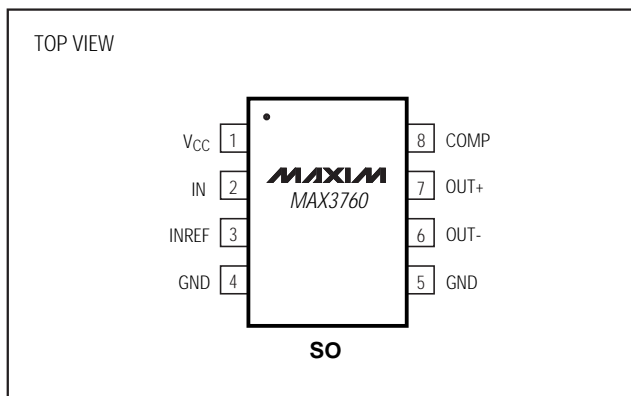 TOP VIEW
VCC 1
IN 2
INREF 3
GND 4
MAXIM
MAX3760
8 COMP
7 OUT+
6 OUT-
5 GND
SO